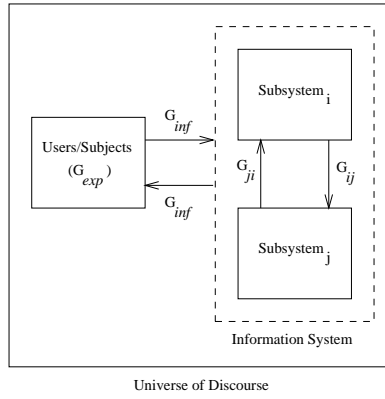 Subsystem i
G inf
Users/Subjects
(G exp)
G ji
G ij
G inf
Subsystem j
Information System
Universe of Discourse